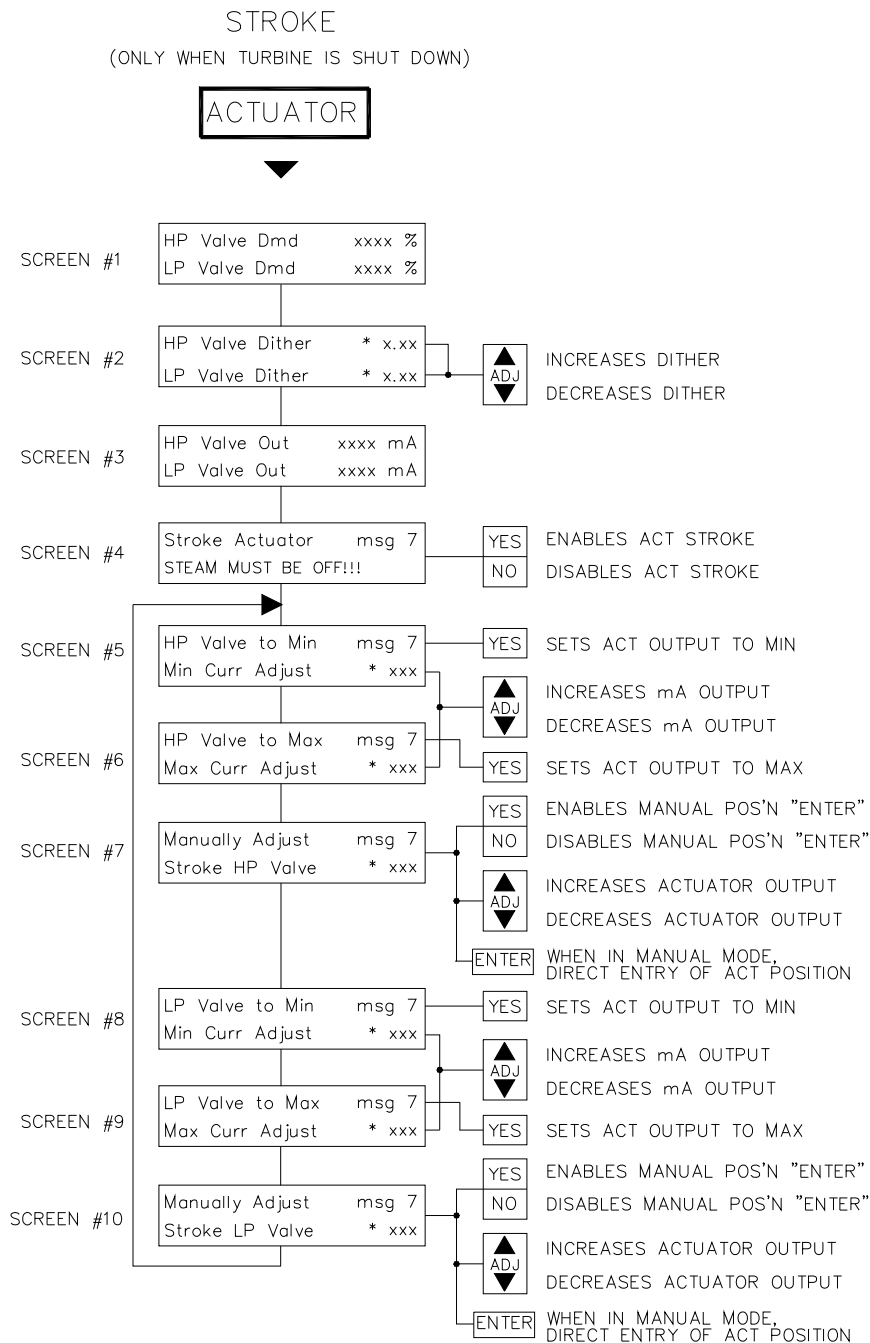 STROKE
(ONLY WHEN TURBINE IS SHUT DOWN)
ACTUATOR
SCREEN #1
HP Valve Dmd xxxx %
LP Valve Dmd xxxx %
SCREEN #2
HP Valve Dither * x.xx
LP Valve Dither * x.xx
ADJ
INCREASES DITHER
DECREASES DITHER
SCREEN #3
HP Valve Out xxxx mA
LP Valve Out xxxx mA
SCREEN #4
Stroke Actuator msg 7
STEAM MUST BE OFF!!!
YES ENABLES ACT STROKE
NO DISABLES ACT STROKE
SCREEN #5
HP Valve to Min msg 7
Min Curr Adjust * xxx
YES SETS ACT OUTPUT TO MIN
ADJ
INCREASES mA OUTPUT
DECREASES mA OUTPUT
SCREEN #6
HP Valve to Max msg 7
Max Curr Adjust * xxx
YES SETS ACT OUTPUT TO MAX
SCREEN #7
Manually Adjust msg 7
Stroke HP Valve * xxx
YES ENABLES MANUAL POS'N "ENTER"
NO DISABLES MANUAL POS'N "ENTER"
ADJ
INCREASES ACTUATOR OUTPUT
DECREASES ACTUATOR OUTPUT
ENTER WHEN IN MANUAL MODE,
DIRECT ENTRY OF ACT POSITION
SCREEN #8
LP Valve to Min msg 7
Min Curr Adjust * xxx
YES SETS ACT OUTPUT TO MIN
ADJ
INCREASES mA OUTPUT
DECREASES mA OUTPUT
SCREEN #9
LP Valve to Max msg 7
Max Curr Adjust * xxx
YES SETS ACT OUTPUT TO MAX
SCREEN #10
Manually Adjust msg 7
Stroke LP Valve * xxx
YES ENABLES MANUAL POS'N "ENTER"
NO DISABLES MANUAL POS'N "ENTER"
ADJ
INCREASES ACTUATOR OUTPUT
DECREASES ACTUATOR OUTPUT
ENTER WHEN IN MANUAL MODE,
DIRECT ENTRY OF ACT POSITION